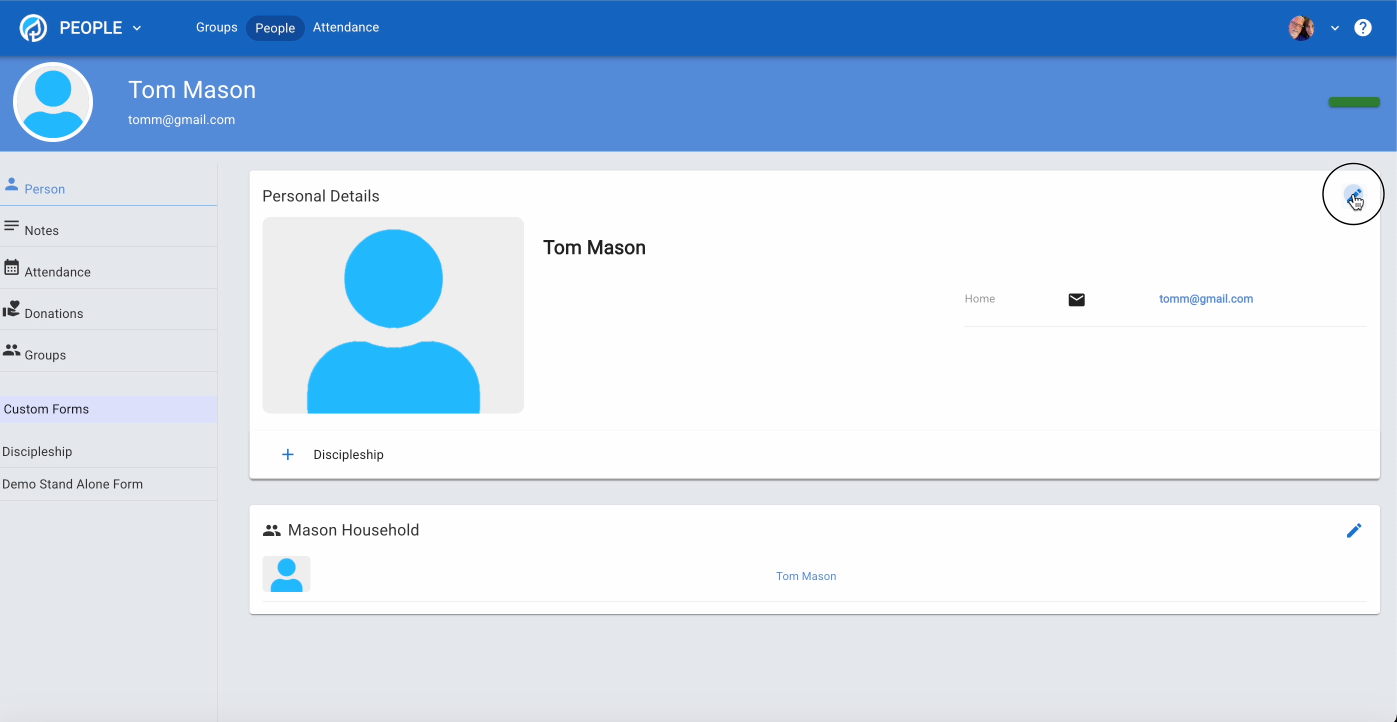 PEOPLE
Groups People Attendance
?
Tom Mason
tomm@gmail.com
Person
Notes
Attendance
Donations
Groups
Custom Forms
Discipleship
Demo Stand Alone Form
Personal Details
Tom Mason
Home tomm@gmail.com
+ Discipleship
Mason Household
Tom Mason